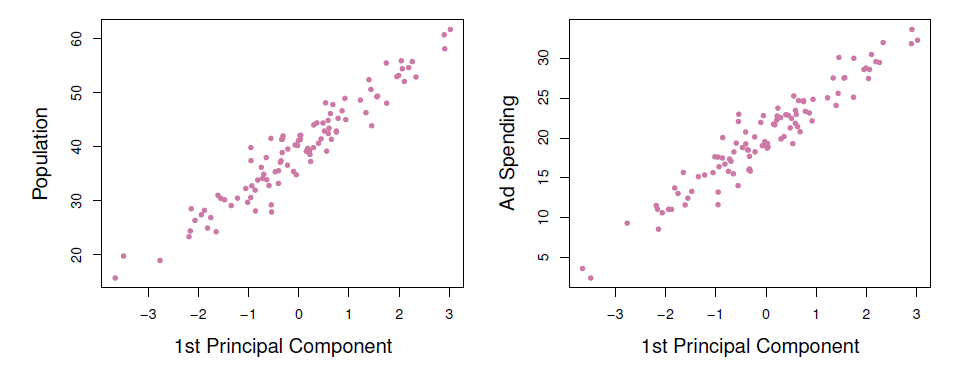 Population
60
50
40
30
20
−3 −2 −1 0 1 2 3
1st Principal Component
Ad Spending
30
25
20
15
10
5
−3 −2 −1 0 1 2 3
1st Principal Component